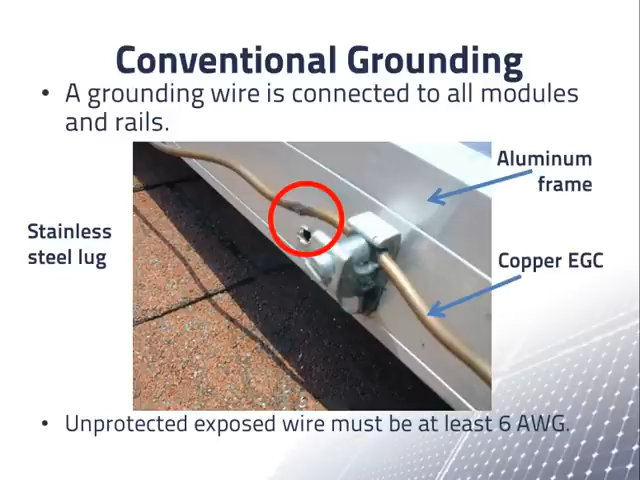 Conventional Grounding
• A grounding wire is connected to all modules
and rails.
Aluminum
frame
Stainless
steel lug
Copper EGC
• Unprotected exposed wire must be at least 6 AWG.